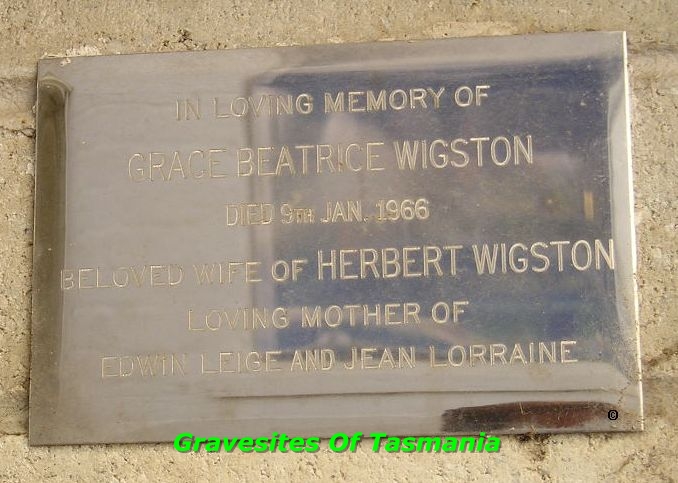 IN LOVING MEMORY OF
GRACE BEATRICE WIGSTON
DIED 9TH JAN. 1966
BELOVED WIFE OF HERBERT WIGSTON
LOVING MOTHER OF
EDWIN LEIGE AND JEAN LORRAINE
©
Gravesites Of Tasmania